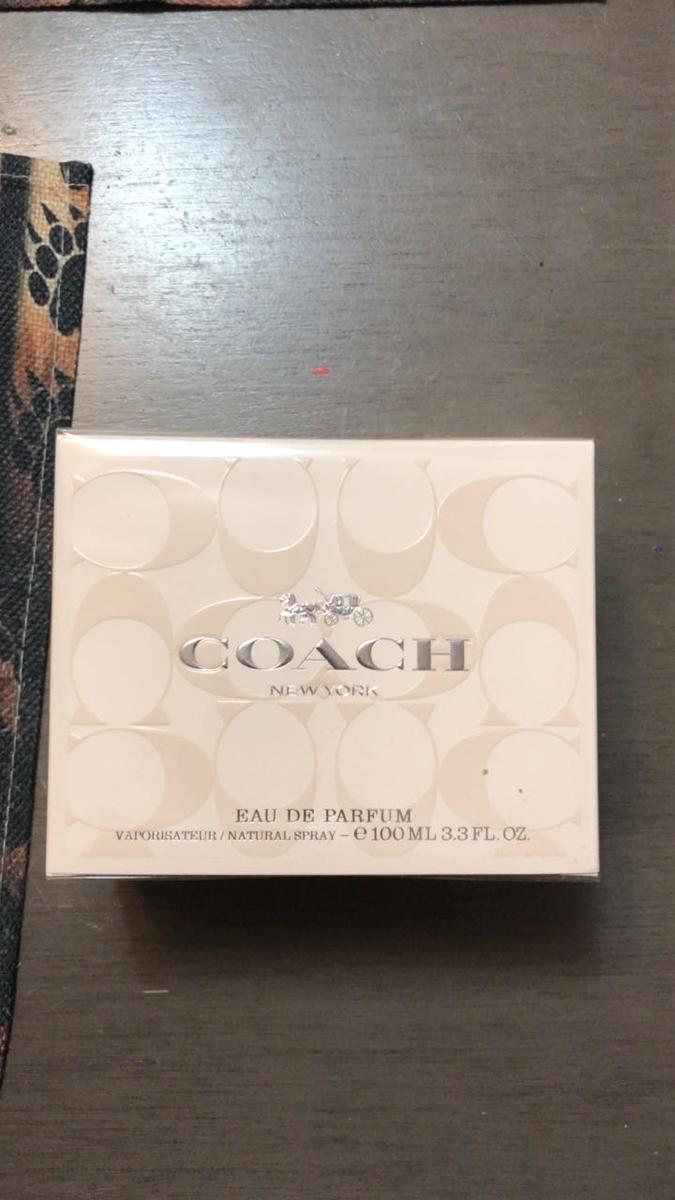 COACH
NEW YORK
EAU DE PARFUM
VAPORISATEUR / NATURAL SPRAY – ℮ 100 ML 3.3 FL. OZ.